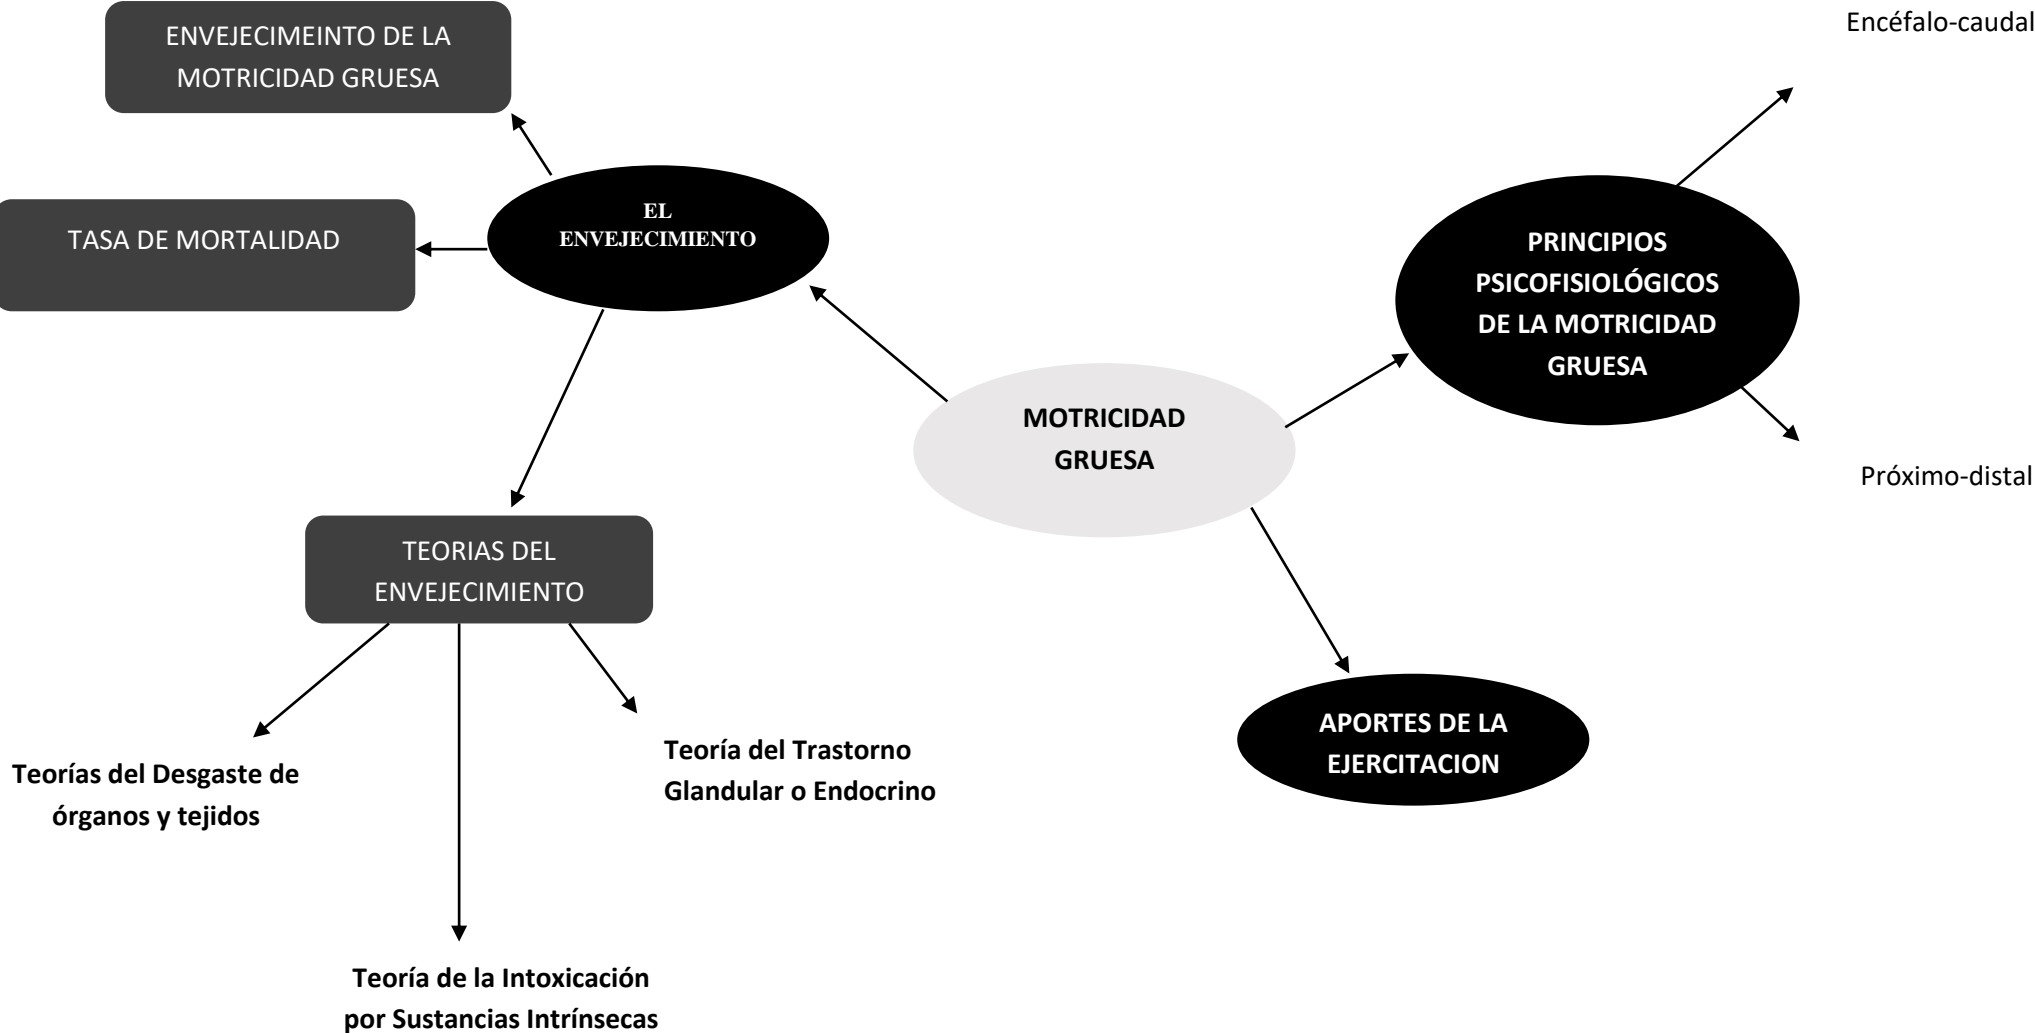 ENVEJECIMEINTO DE LA
MOTRICIDAD GRUESA
Encéfalo-caudal
TASA DE MORTALIDAD
EL
ENVEJECIMIENTO
PRINCIPIOS
PSICOFISIOLÓGICOS
DE LA MOTRICIDAD
GRUESA
MOTRICIDAD
GRUESA
Próximo-distal
TEORIAS DEL
ENVEJECIMIENTO
APORTES DE LA
EJERCITACION
Teorías del Desgaste de
órganos y tejidos
Teoría del Trastorno
Glandular o Endocrino
Teoría de la Intoxicación
por Sustancias Intrínsecas